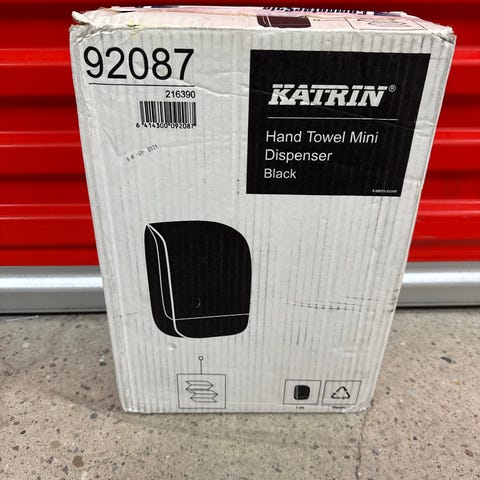 92087
216390
6 414300 092087
KATRIN®
Hand Towel Mini
Dispenser
Black
katrin.com